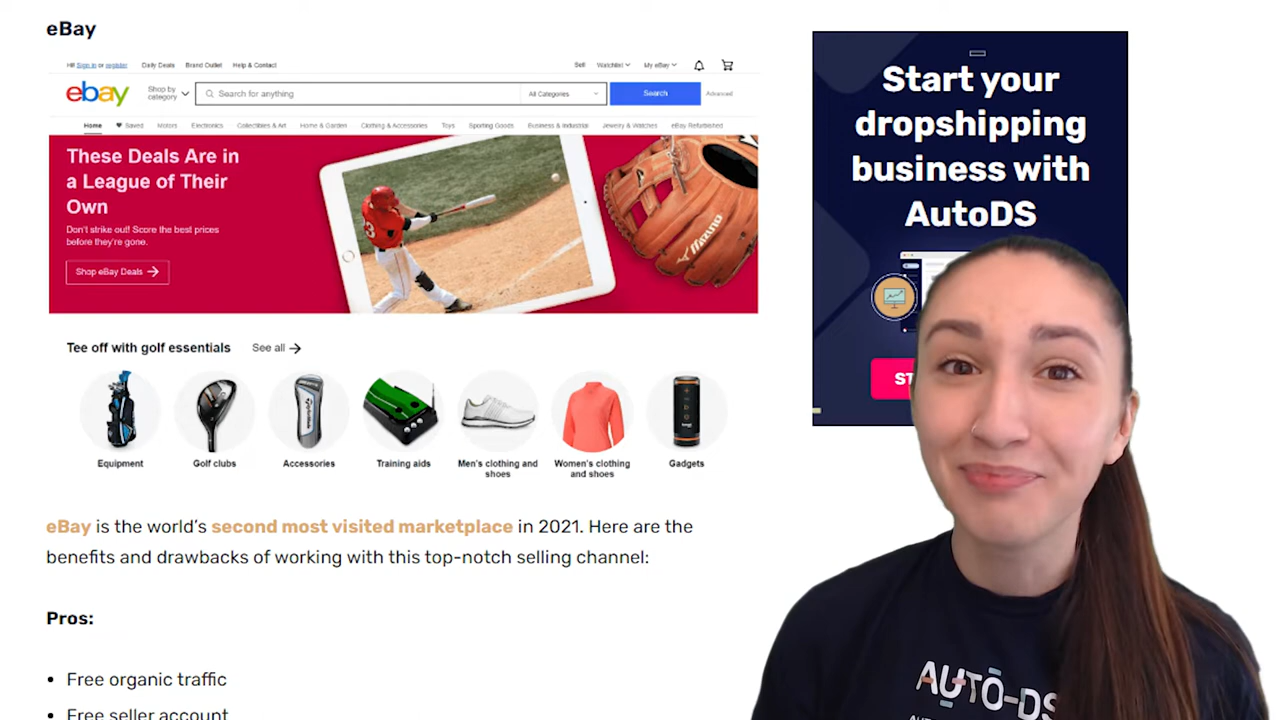 eBay
Hi! Sign in or register Daily Deals Brand Outlet Help & Contact Sell Watchlist My eBay
ebay Shop by category Search for anything All Categories Search Advanced
Home Saved Motors Electronics Collectibles & Art Home & Garden Clothing & Accessories Toys Sporting Goods Business & Industrial Jewelry & Watches eBay Refurbished
These Deals Are in
a League of Their
Own
Don't strike out! Score the best prices
before they're gone.
Shop eBay Deals
MIZUNO
Tee off with golf essentials See all
Equipment Golf clubs Accessories Training aids Men's clothing and shoes Women's clothing and shoes Gadgets
eBay is the world's second most visited marketplace in 2021. Here are the
benefits and drawbacks of working with this top-notch selling channel:
Pros:
• Free organic traffic
• Free seller account
Start your
dropshipping
business with
AutoDS
AUTO-DS